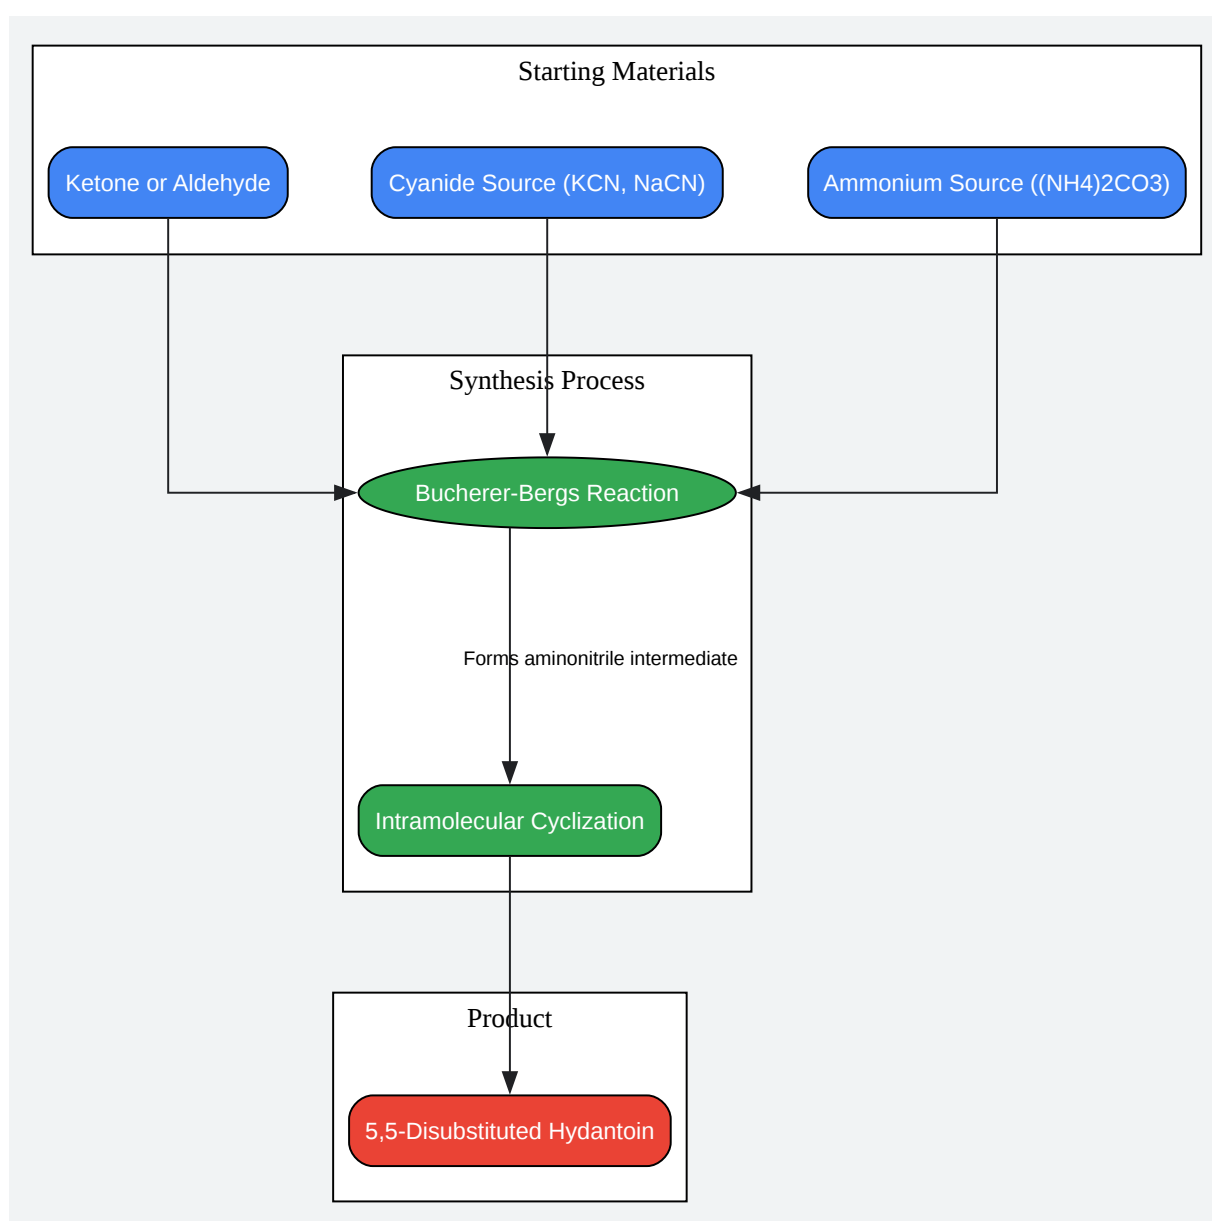 Starting Materials
Ketone or Aldehyde
Cyanide Source (KCN, NaCN)
Ammonium Source ((NH4)2CO3)
Synthesis Process
Bucherer-Bergs Reaction
Forms aminonitrile intermediate
Intramolecular Cyclization
Product
5,5-Disubstituted Hydantoin